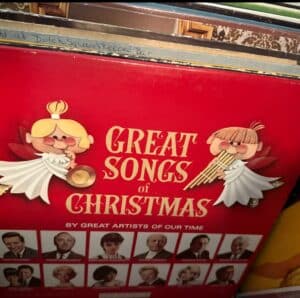 GREAT
SONGS
of
CHRISTMAS
BY GREAT ARTISTS OF OUR TIME